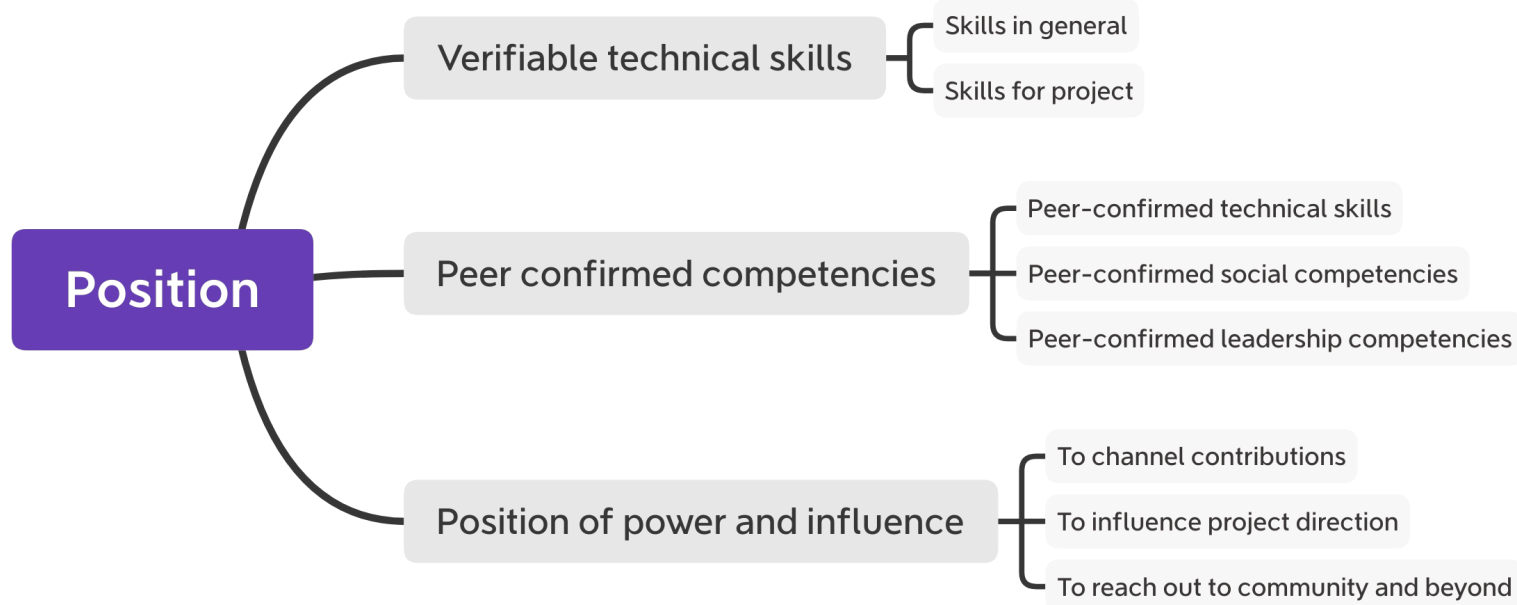 Position
Verifiable technical skills
Skills in general
Skills for project
Peer confirmed competencies
Peer-confirmed technical skills
Peer-confirmed social competencies
Peer-confirmed leadership competencies
Position of power and influence
To channel contributions
To influence project direction
To reach out to community and beyond